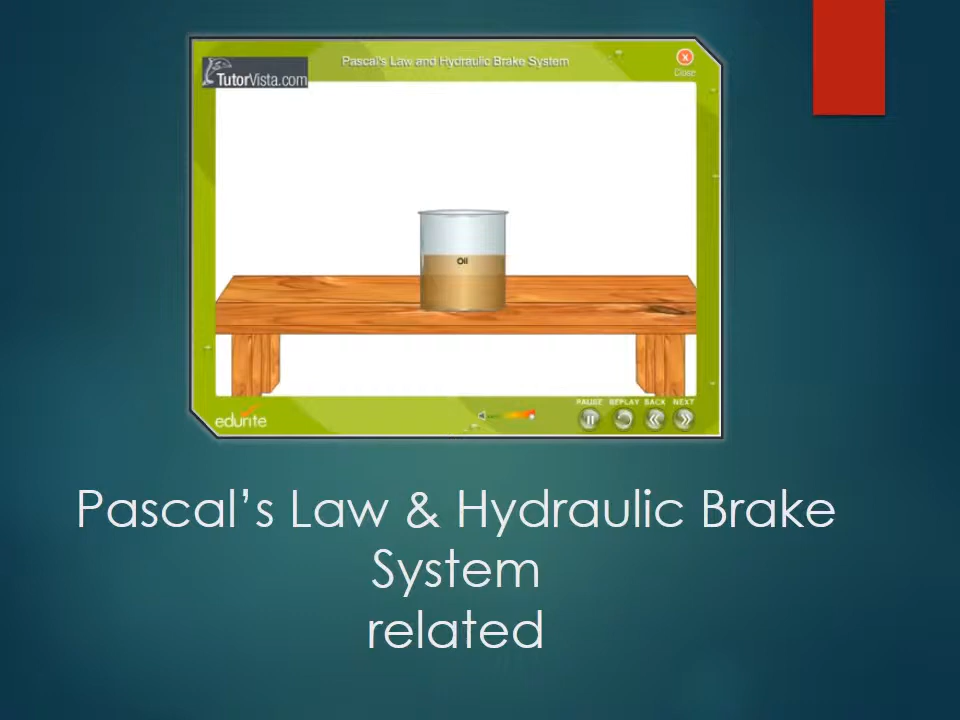 Pascal's Law and Hydraulic Brake System
TutorVista.com
Close
Oil
PAUSE REPLAY BACK NEXT
edurite
Pascal’s Law & Hydraulic Brake
System
related